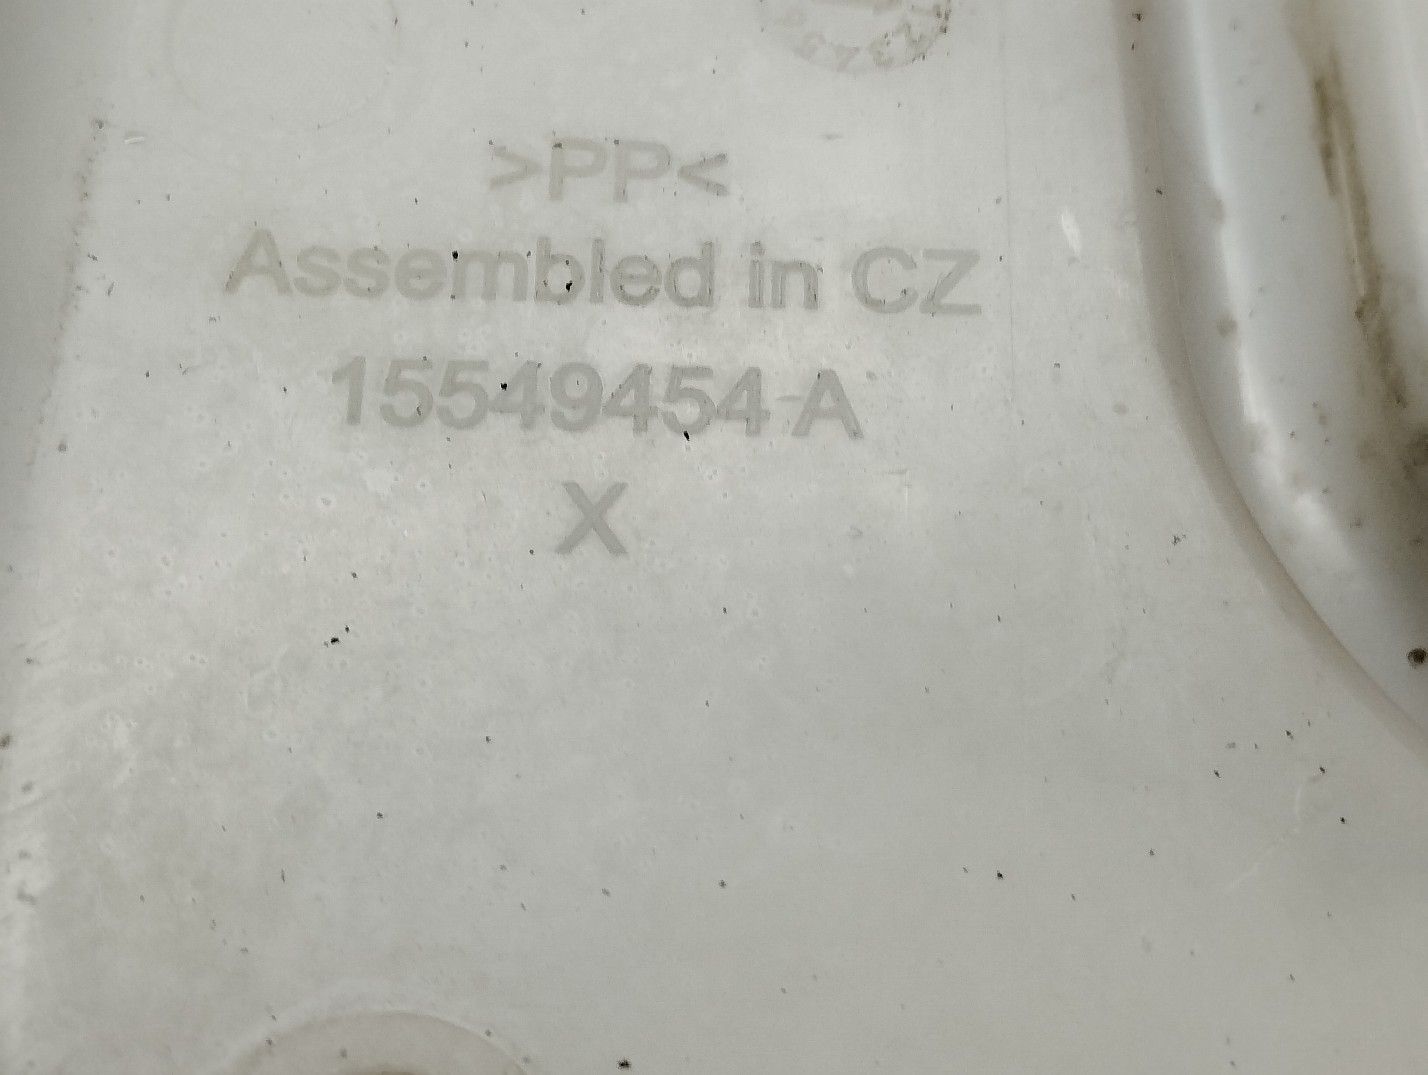 >PP<
Assembled in CZ
15549454 A
X